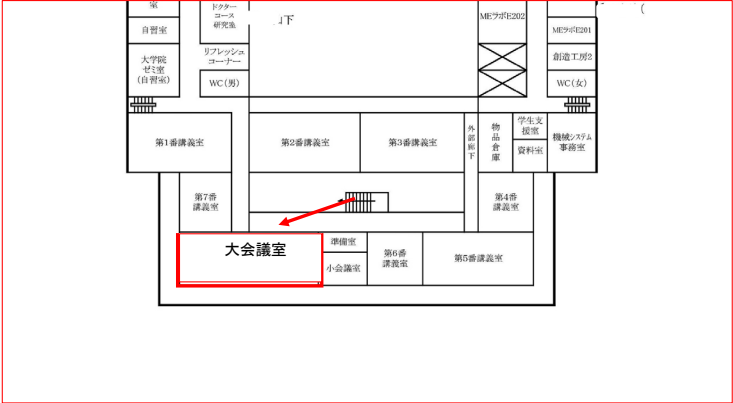 室
ドクター
コース
研究室
下
MEラボE202
自習室
MEラボE201
大学院
ゼミ室
(自習室)
リフレッシュ
コーナー
創造工房2
WC(男)
WC(女)
第1番講義室
第2番講義室
第3番講義室
外
部
廊
下
物
品
倉
庫
学生支
援室
資料室
機械システム
事務室
第7番
講義室
第4番
講義室
大会議室
準備室
小会議室
第6番
講義室
第5番講義室